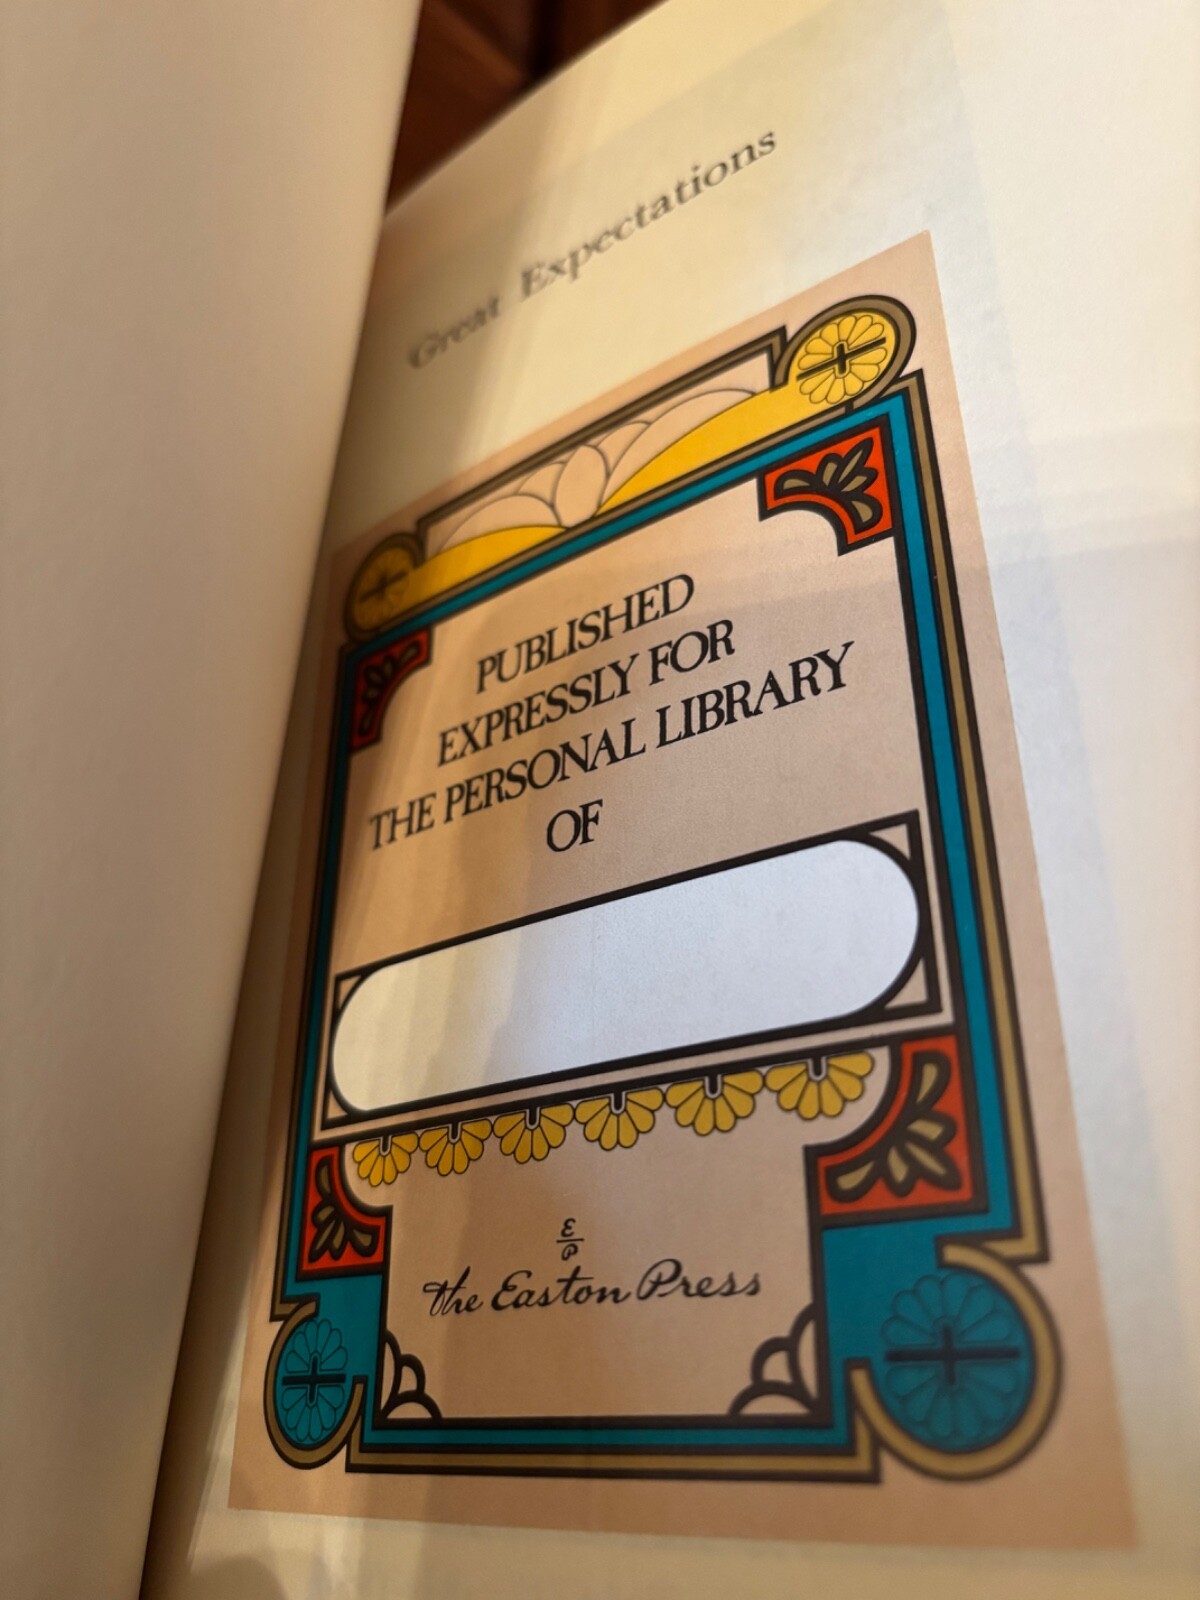 Great Expectations
PUBLISHED
EXPRESSLY FOR
THE PERSONAL LIBRARY
OF
E
P
The Easton Press